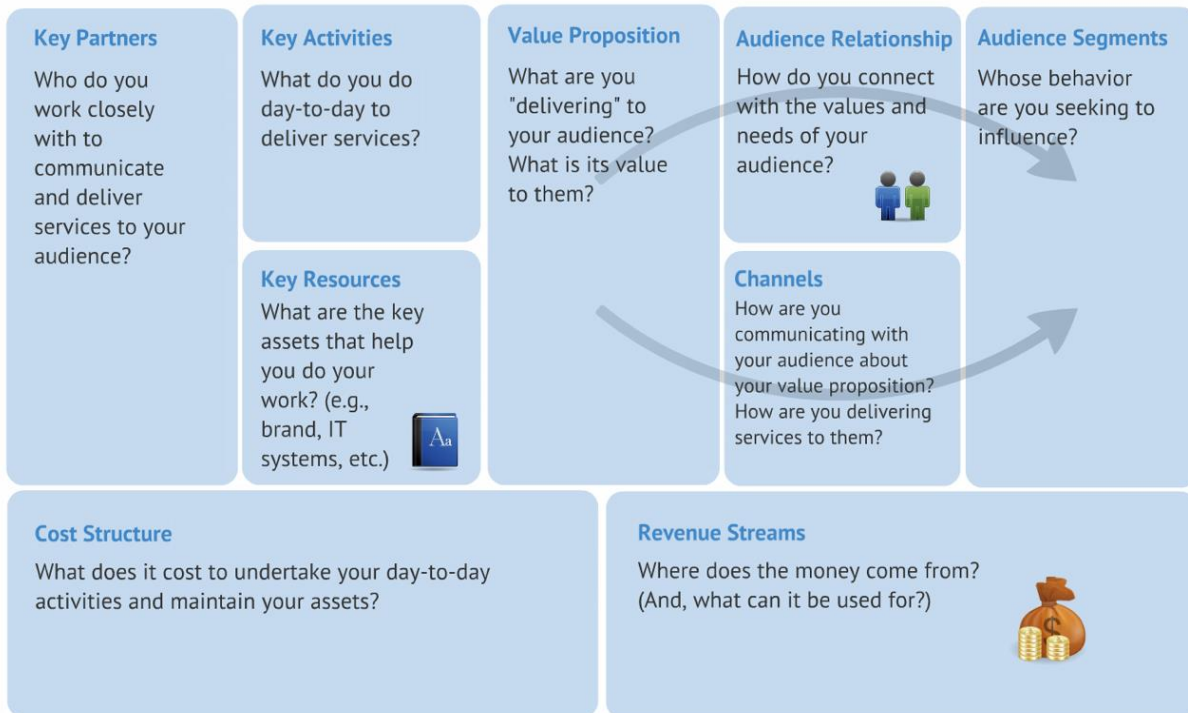 Key Partners
Who do you
work closely
with to
communicate
and deliver
services to your
audience?
Key Activities
What do you do
day-to-day to
deliver services?
Key Resources
What are the key
assets that help
you do your
work? (e.g.,
brand, IT
systems, etc.)
Aa
Value Proposition
What are you
"delivering" to
your audience?
What is its value
to them?
Audience Relationship
How do you connect
with the values and
needs of your
audience?
Channels
How are you
communicating with
your audience about
your value proposition?
How are you delivering
services to them?
Audience Segments
Whose behavior
are you seeking to
influence?
Cost Structure
What does it cost to undertake your day-to-day
activities and maintain your assets?
Revenue Streams
Where does the money come from?
(And, what can it be used for?)
$